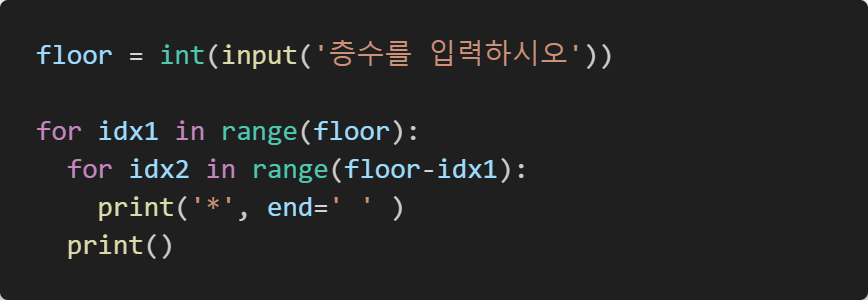 floor = int(input('층수를 입력하시오'))
for idx1 in range(floor):
  for idx2 in range(floor-idx1):
    print('*', end=' ' )
  print()